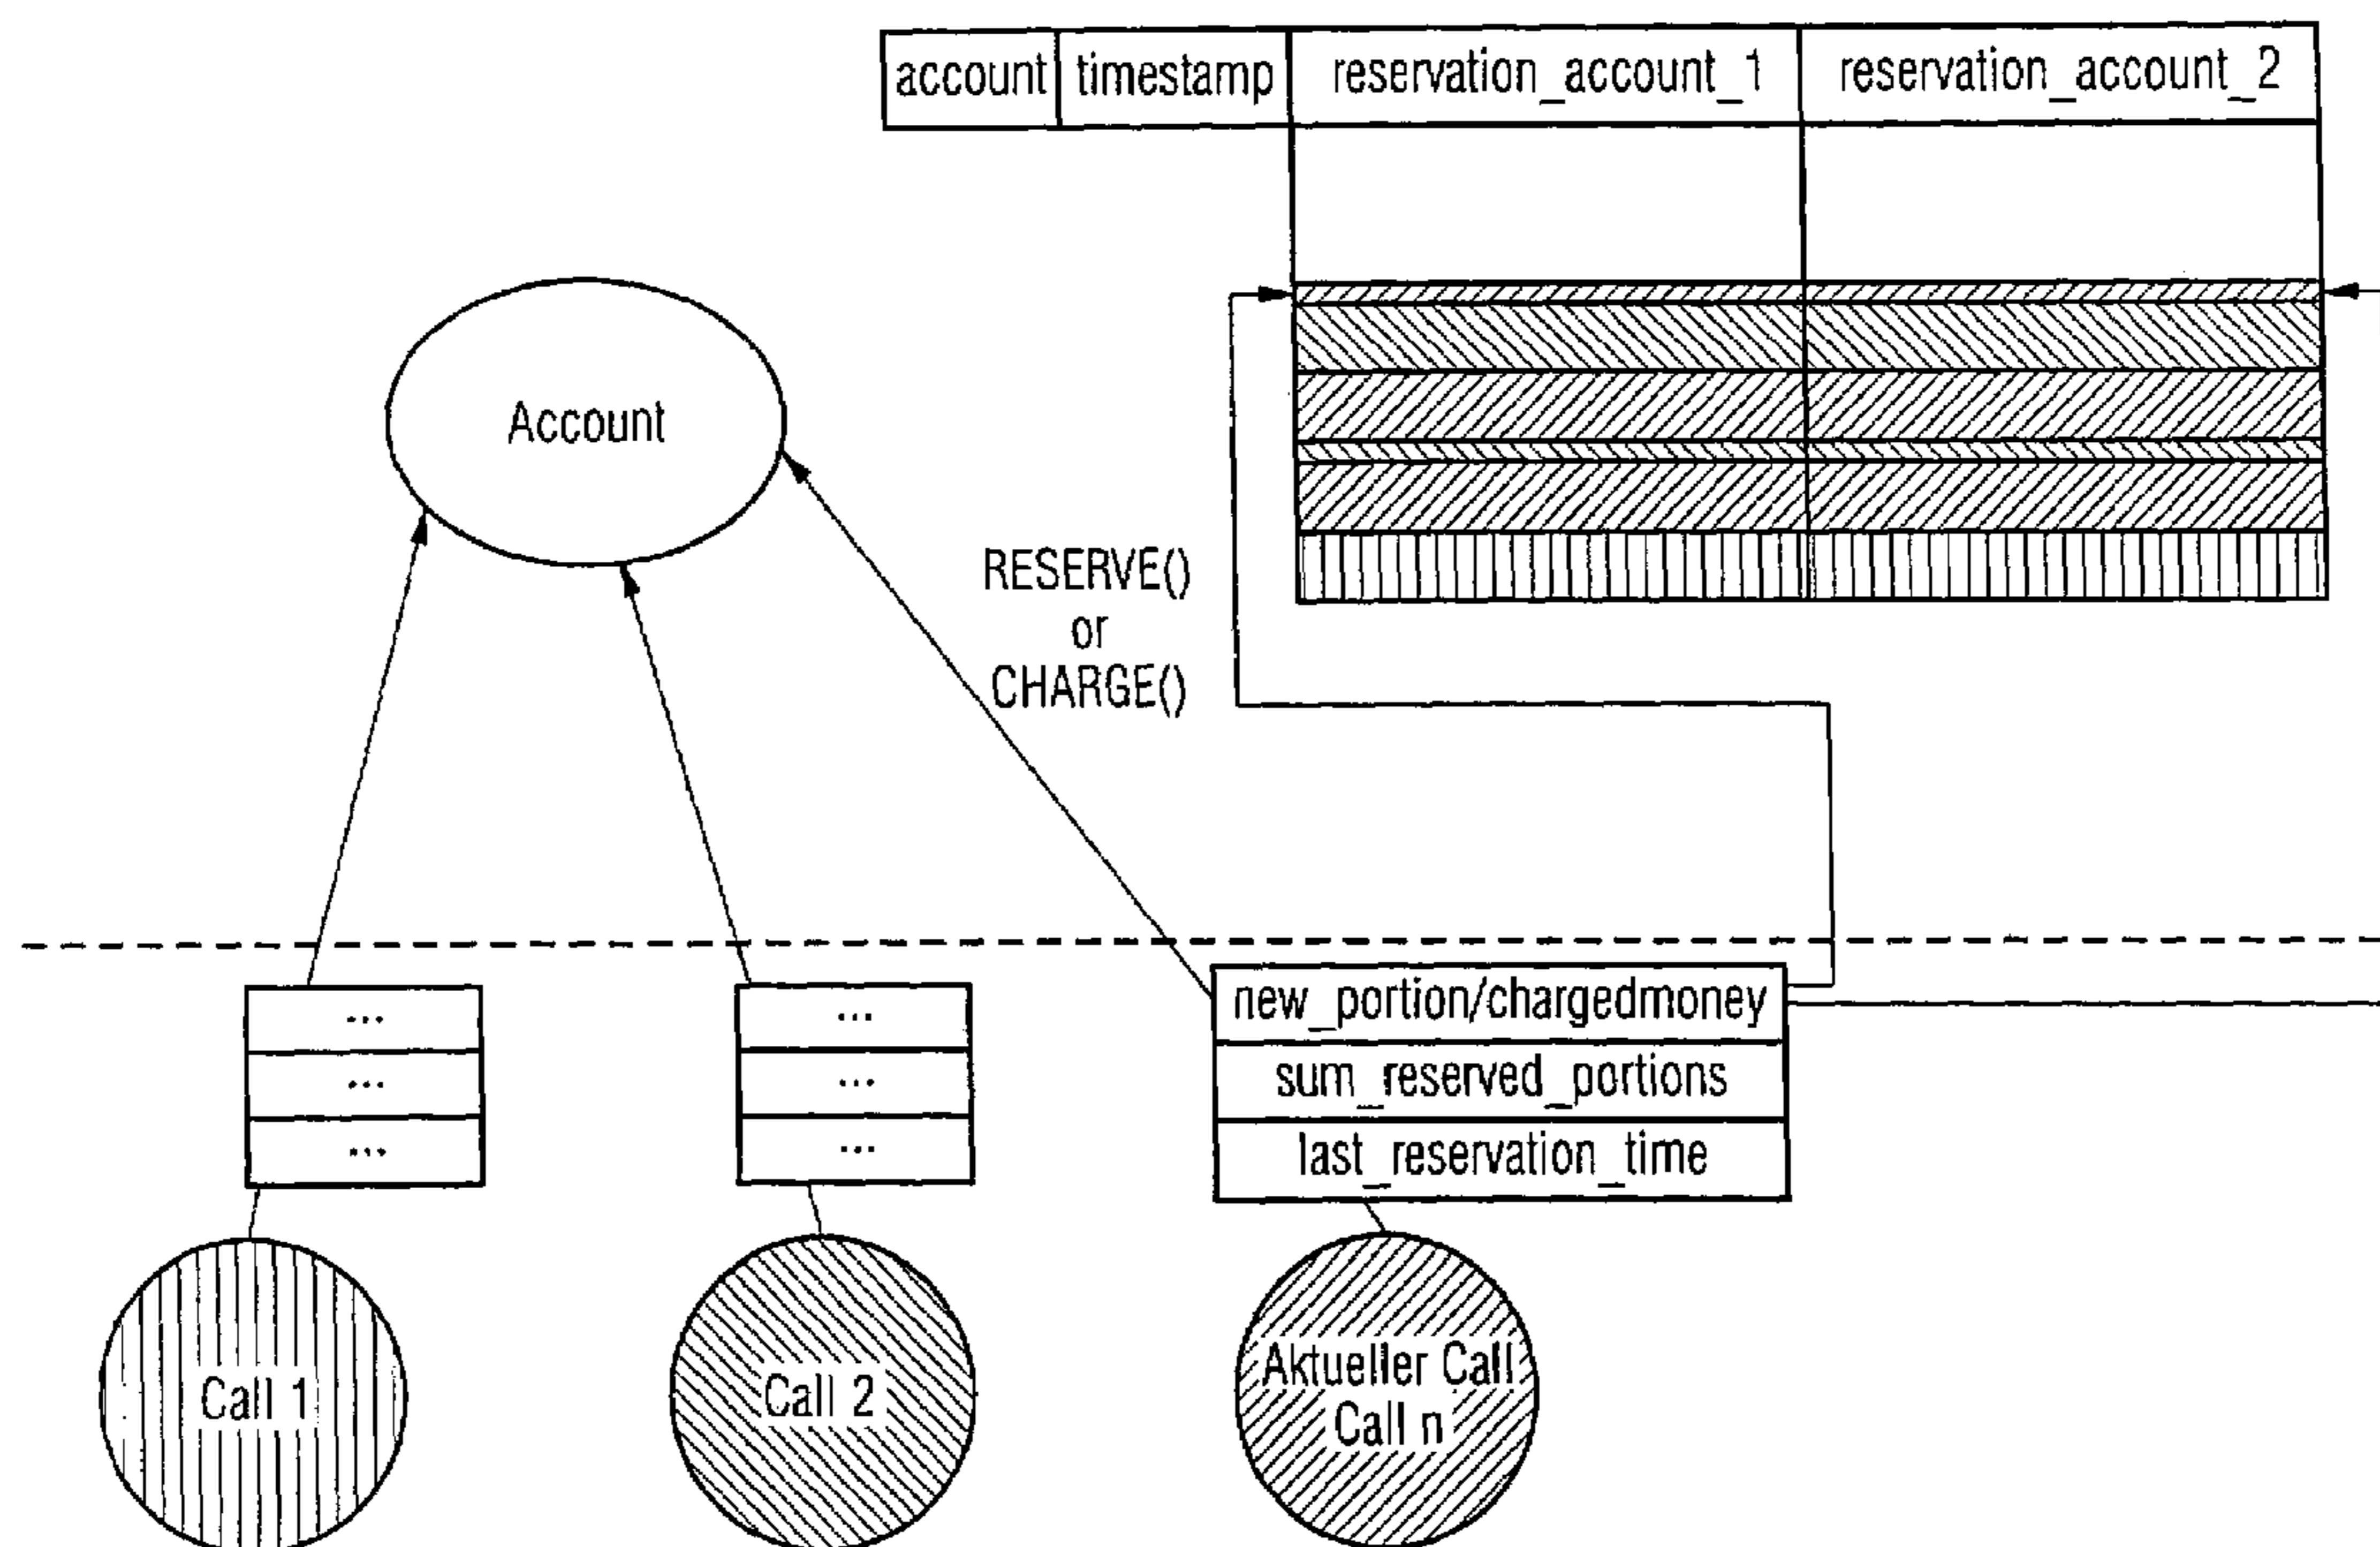 account timestamp reservation_account_1 reservation_account_2
Account
RESERVE()
or
CHARGE()
...
...
...
...
...
...
new_portion/chargedmoney
sum_reserved_portions
last_reservation_time
Call 1
Call 2
Aktueller Call
Call n